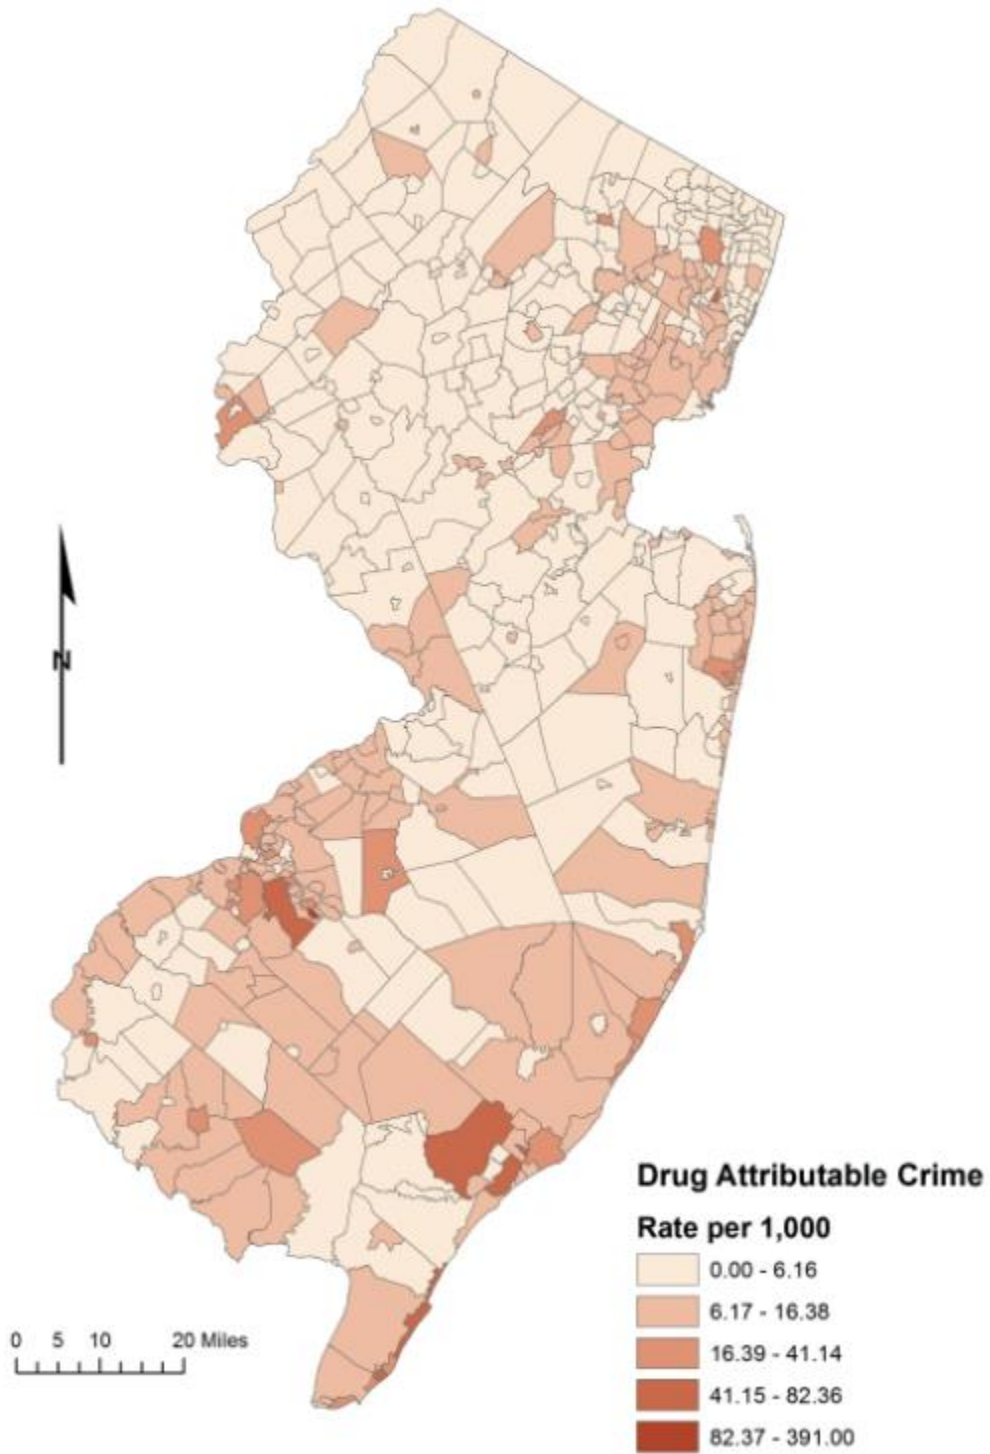 N
0 5 10 20 Miles
Drug Attributable Crime
Rate per 1,000
0.00 - 6.16
6.17 - 16.38
16.39 - 41.14
41.15 - 82.36
82.37 - 391.00